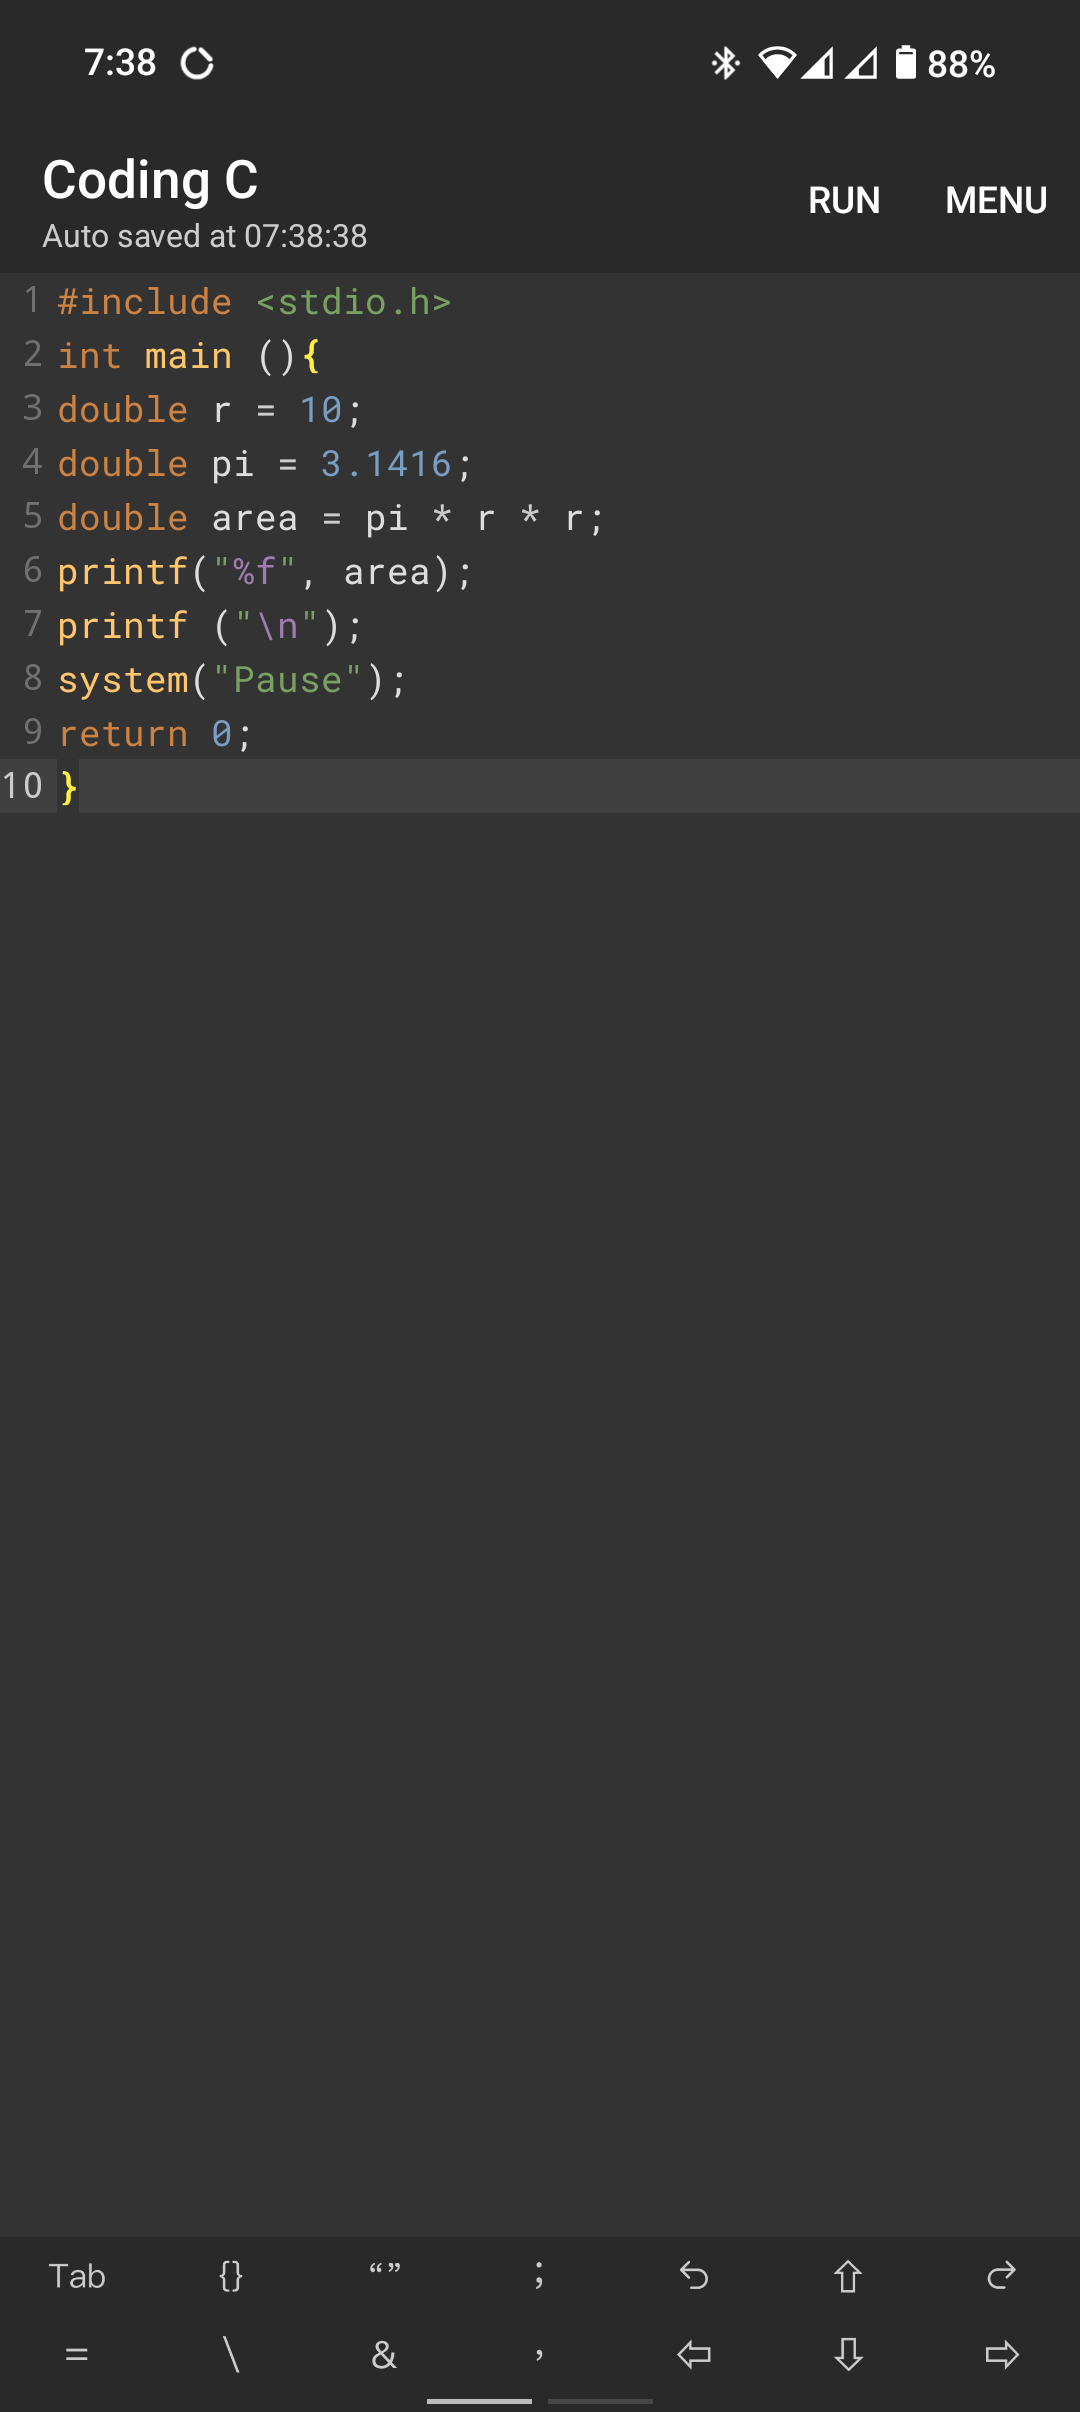 7:38 88%
Coding C
Auto saved at 07:38:38
RUN MENU
1 #include <stdio.h>
2 int main (){
3 double r = 10;
4 double pi = 3.1416;
5 double area = pi * r * r;
6 printf("%f", area);
7 printf ("\n");
8 system("Pause");
9 return 0;
10 }
Tab {} “” ;
= \ & ,